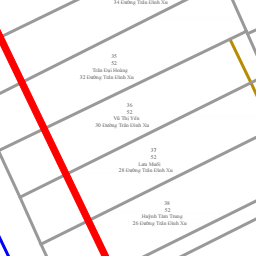 34 Đường Trần Đình Xu
35
52
Trần Đại Hoàng
32 Đường Trần Đình Xu
36
52
Võ Thị Yến
30 Đường Trần Đình Xu
37
52
Lưu Muối
28 Đường Trần Đình Xu
38
52
Huỳnh Tâm Trung
26 Đường Trần Đình Xu